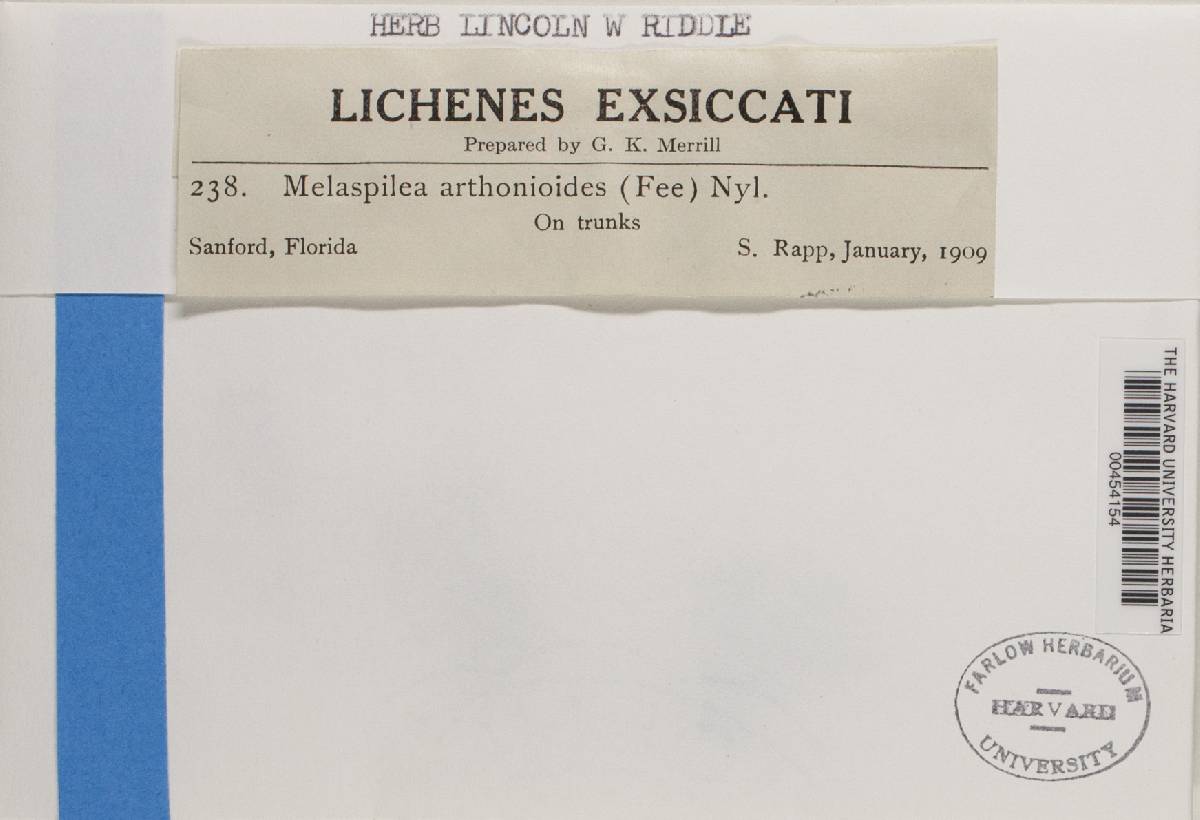 HERB LINCOLN W RIDDLE
LICHENES EXSICCATI
Prepared by G. K. Merrill
238. Melaspilea arthonioides (Fee) Nyl.
On trunks
Sanford, Florida S. Rapp, January, 1909
THE HARVARD UNIVERSITY HERBARIA
00454154
FARLOW HERBARIUM
HARVARD
UNIVERSITY